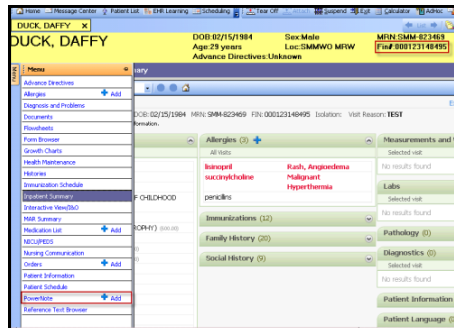 Home Message Center Patient List EHR Learning Scheduling Tear Off Suspend Exit Calculator AdHoc
DUCK, DAFFY × List
DUCK, DAFFY
DOB:02/15/1984 Sex:Male MRN:SMM-823469
Age:29 years Loc:SMMWO MRW Fin#:000123148495
Advance Directives:Unknown
Menu
Menu
Advance Directives
Allergies Add
Diagnosis and Problems
Documents
Flowsheets
Form Browser
Growth Charts
Health Maintenance
Histories
Immunization Schedule
Inpatient Summary
Interactive View/I&O
MAR Summary
Medication List Add
NICU/PEDS
Nursing Communication
Orders Add
Patient Information
Patient Schedule
PowerNote Add
Reference Text Browser
ary
DOB: 02/15/1984 MRN: SMM-823469 FIN: 000123148495 Isolation: Visit Reason: TEST
formation.
F CHILDHOOD
ROPHY)
Allergies (3)
All Visits
lisinopril Rash, Angioedema
succinylcholine Malignant
Hyperthermia
penicillins
Immunizations (12)
Family History (20)
Social History (9)
Measurements and
Selected visit
No results found
Labs
Selected visit
No results found
Pathology (0)
Diagnostics (0)
Selected visit
No results found
Patient Information
Patient Language